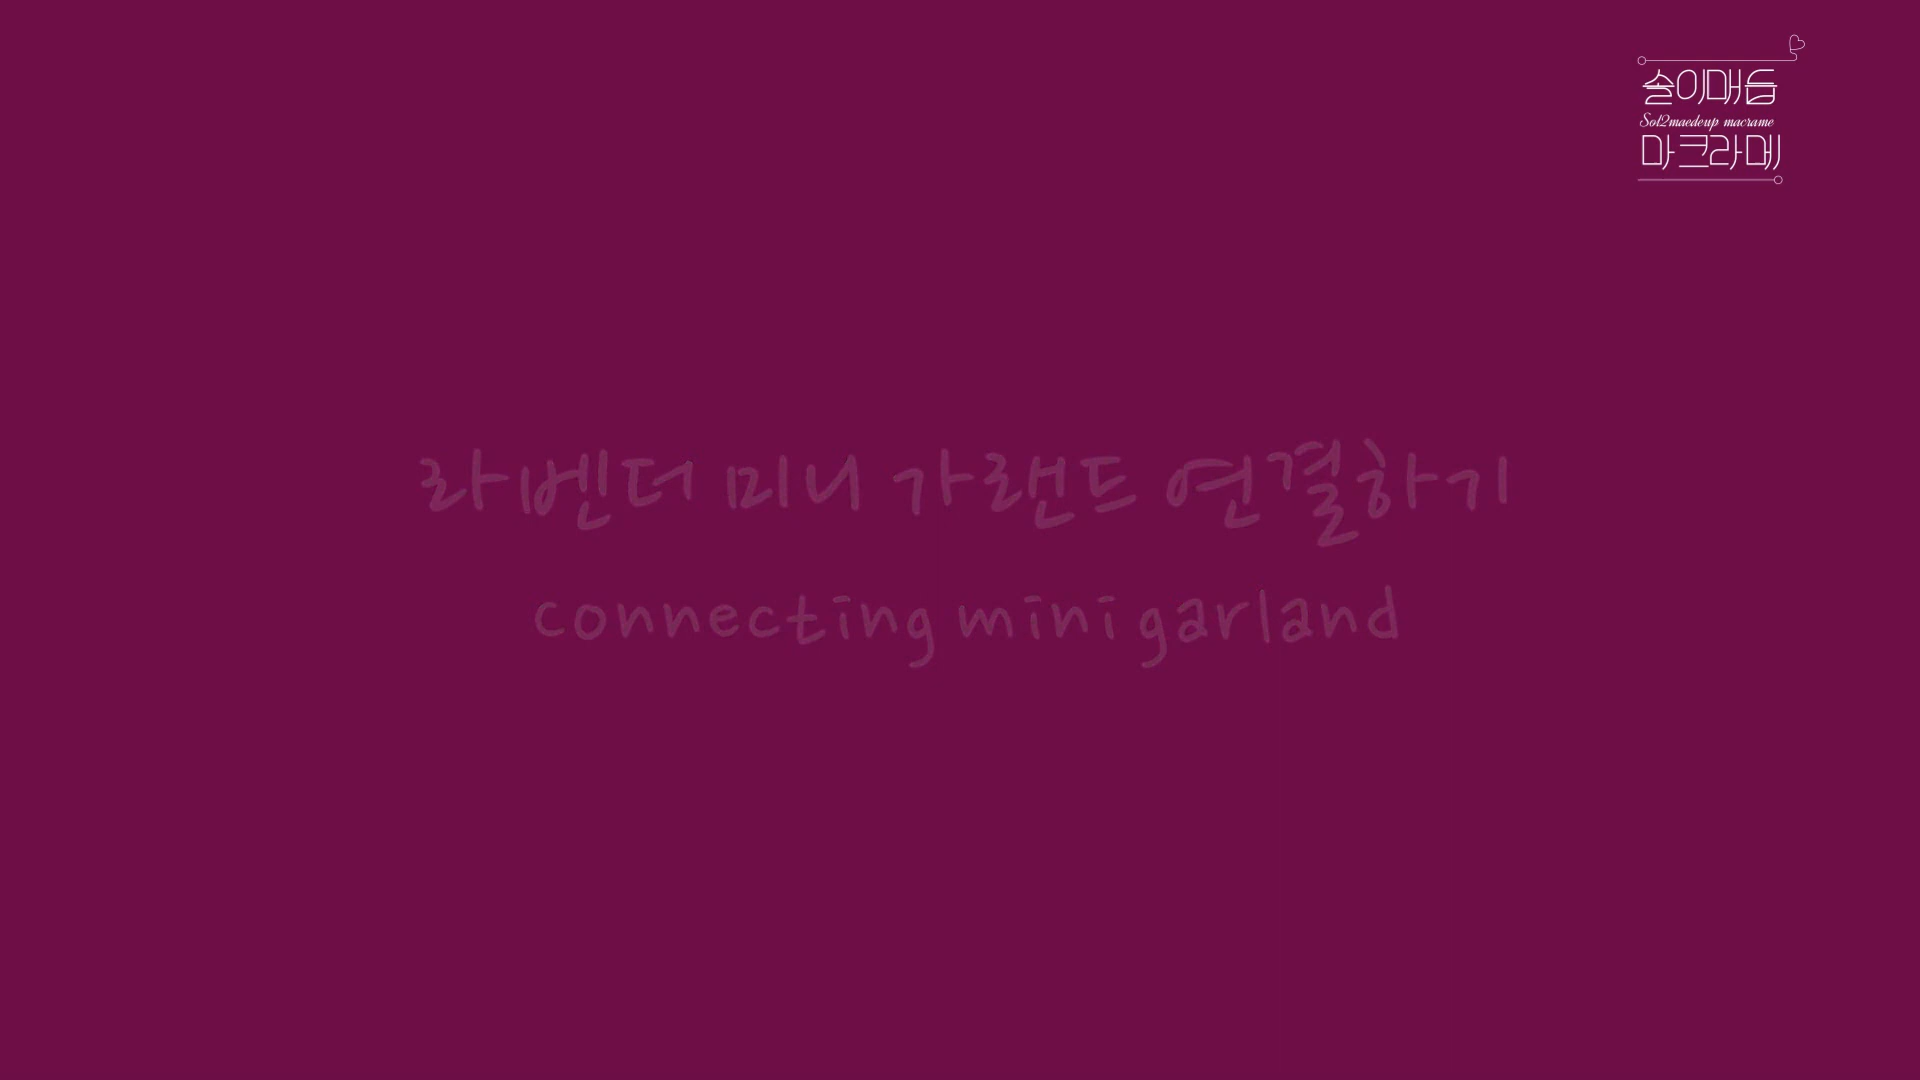 솔이매듭
Sol2maedeup macrame
마크라메
라벤더 미니 가랜드 연결하기
connecting mini garland